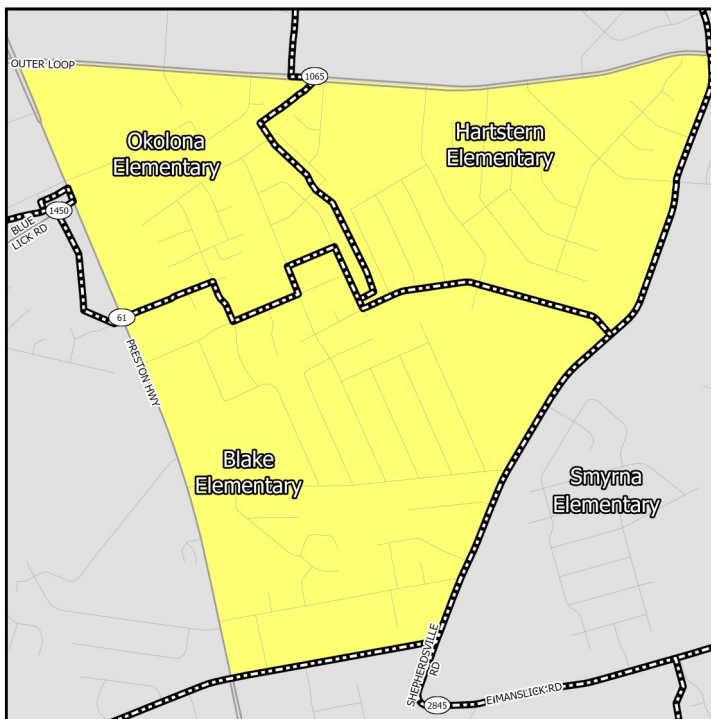 OUTER LOOP
1065
Okolona
Elementary
Hartstern
Elementary
1450
BLUE
LICK RD
61
PRESTON HWY
Blake
Elementary
Smyrna
Elementary
SHEPHERDSVILLE
RD
2845
E MANSLICK RD